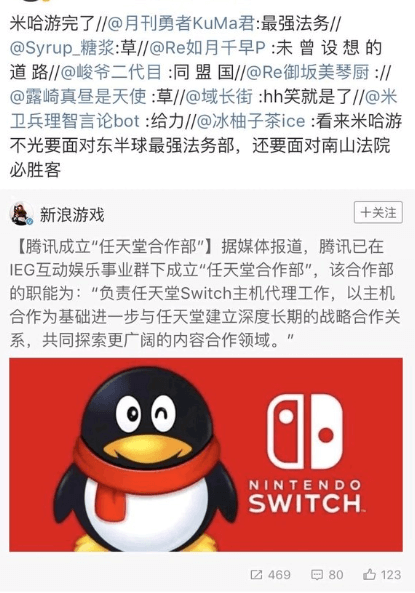 米哈游完了//@月刊勇者KuMa君:最强法务//
@Syrup_糖浆:草//@Re如月千早P :未 曾 设 想 的
道 路//@峻爷二代目 :同 盟 国//@Re御坂美琴厨 ://
@露崎真昼是天使 :草//@域长街 :hh笑就是了//@米
卫兵理智言论bot :给力//@冰柚子茶ice :看来米哈游
不光要面对东半球最强法务部，还要面对南山法院
必胜客
新浪游戏
+关注
【腾讯成立“任天堂合作部”】据媒体报道，腾讯已在
IEG互动娱乐事业群下成立“任天堂合作部”，该合作部
的职能为：“负责任天堂Switch主机代理工作，以主机
合作为基础进一步与任天堂建立深度长期的战略合作关
系，共同探索更广阔的内容合作领域。”
NINTENDO
SWITCH
469 80 123